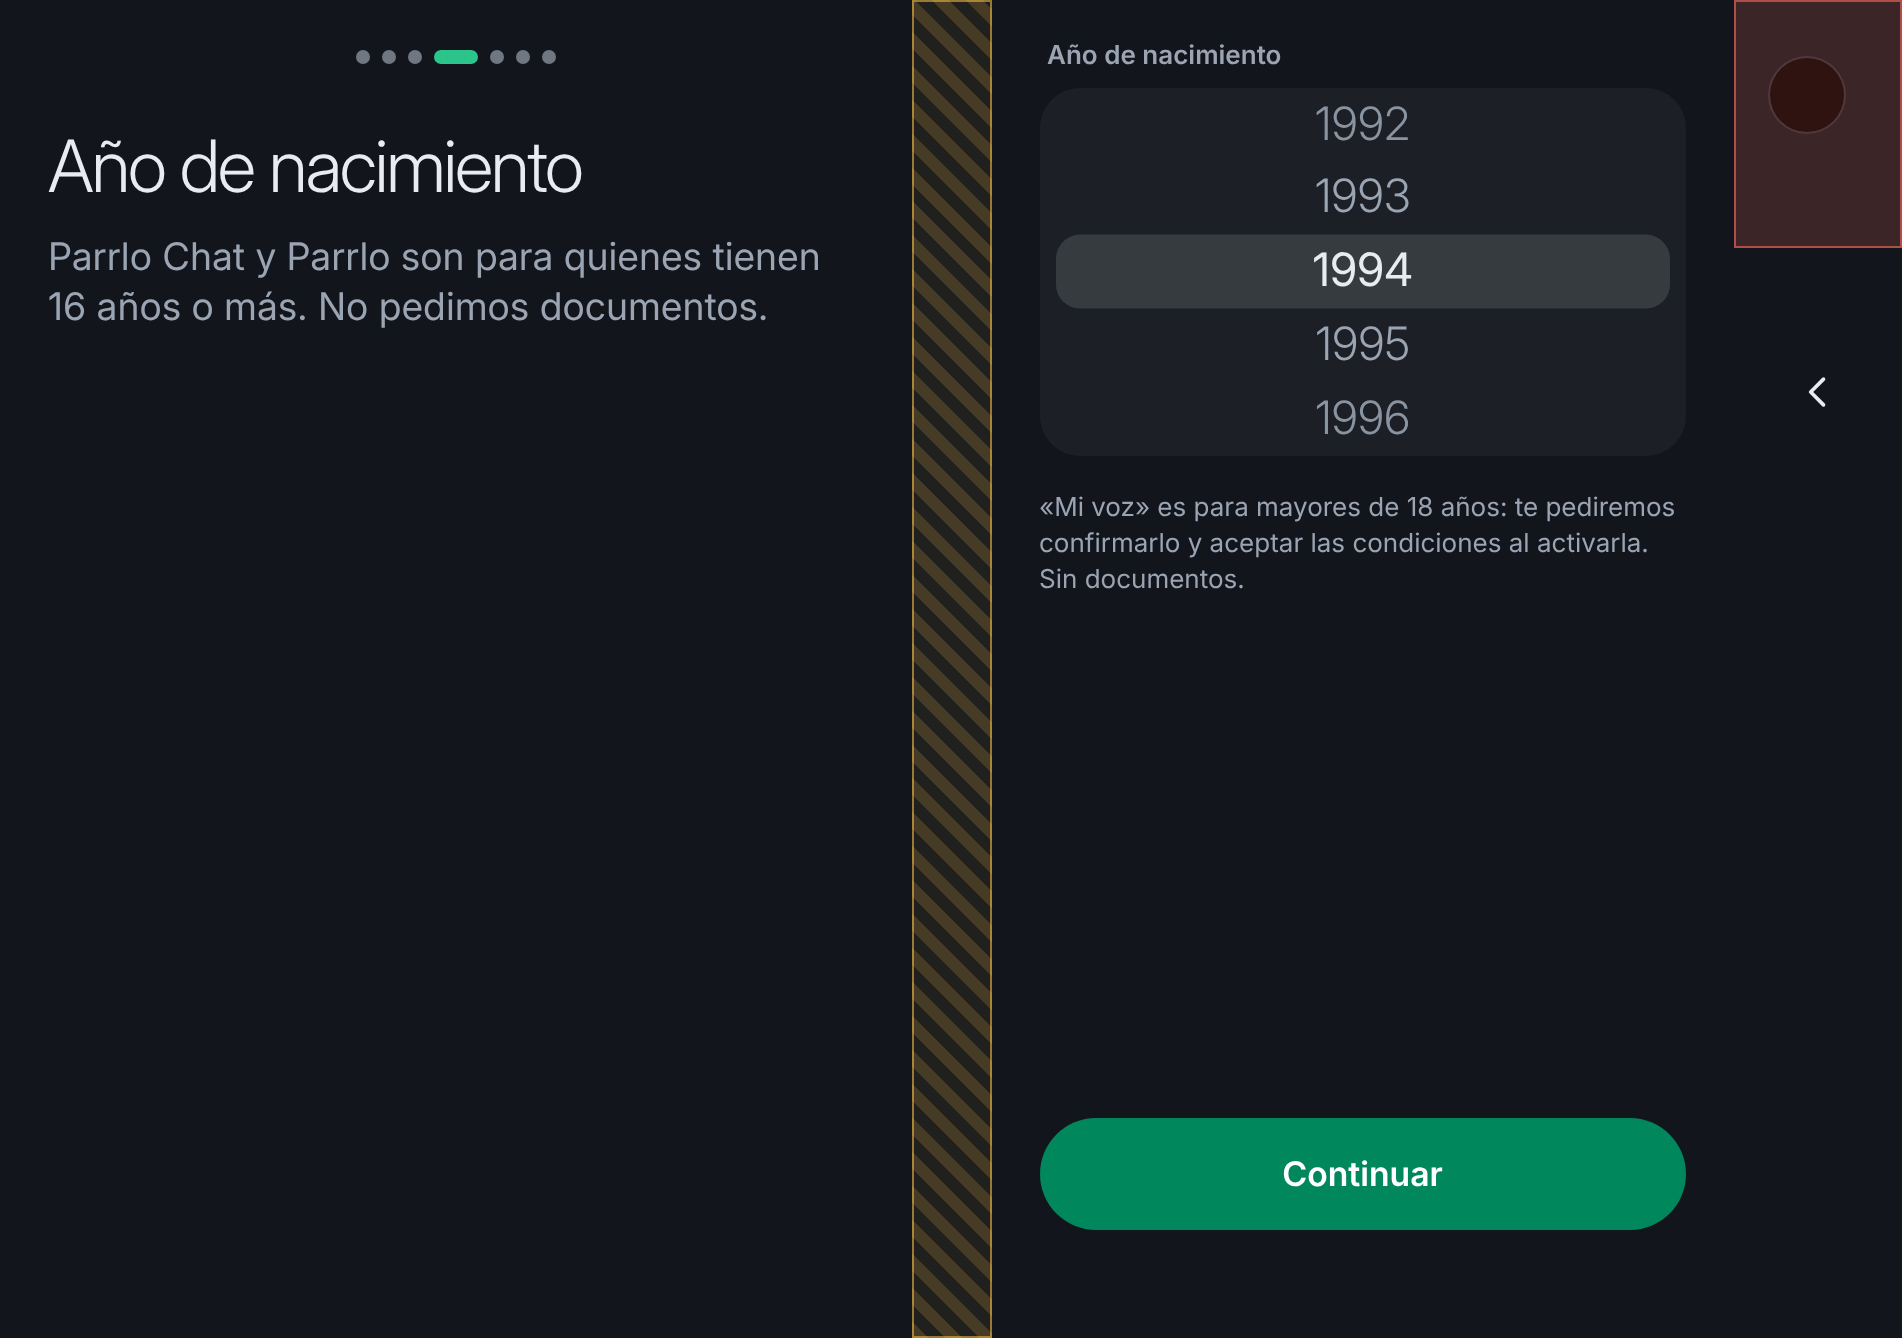 Año de nacimiento
Parrlo Chat y Parrlo son para quienes tienen
16 años o más. No pedimos documentos.
Año de nacimiento
1992
1993
1994
1995
1996
«Mi voz» es para mayores de 18 años: te pediremos
confirmarlo y aceptar las condiciones al activarla.
Sin documentos.
Continuar